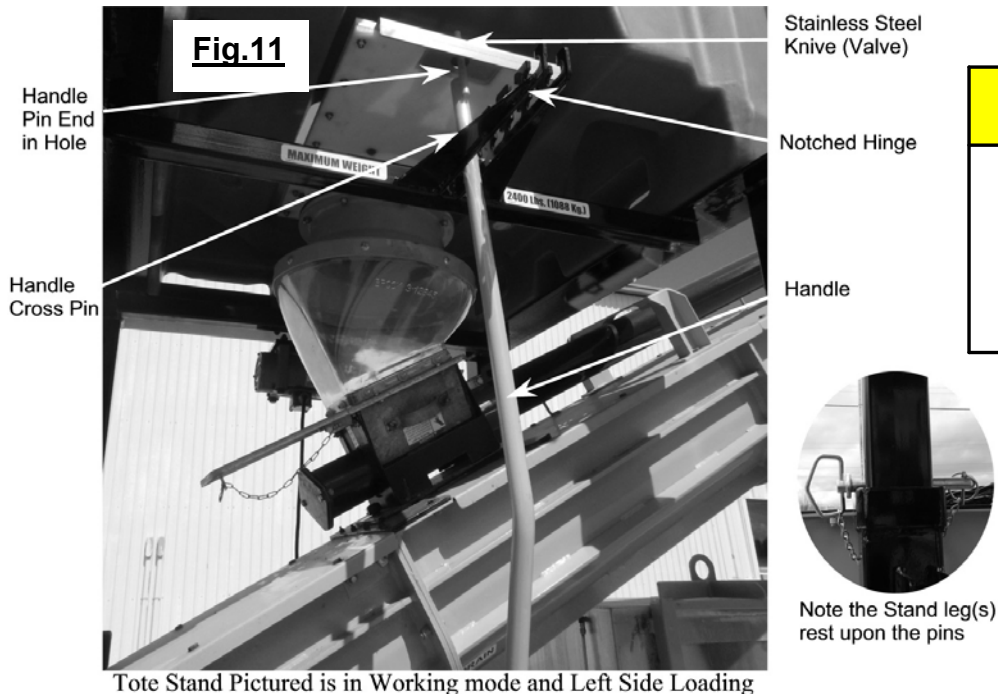 Fig.11
Stainless Steel
Knive (Valve)
Handle
Pin End
in Hole
Notched Hinge
MAXIMUM WEIGHT
2400 Lbs. (1088 Kg.)
Handle
Cross Pin
Handle
Note the Stand leg(s)
rest upon the pins
Tote Stand Pictured is in Working mode and Left Side Loading